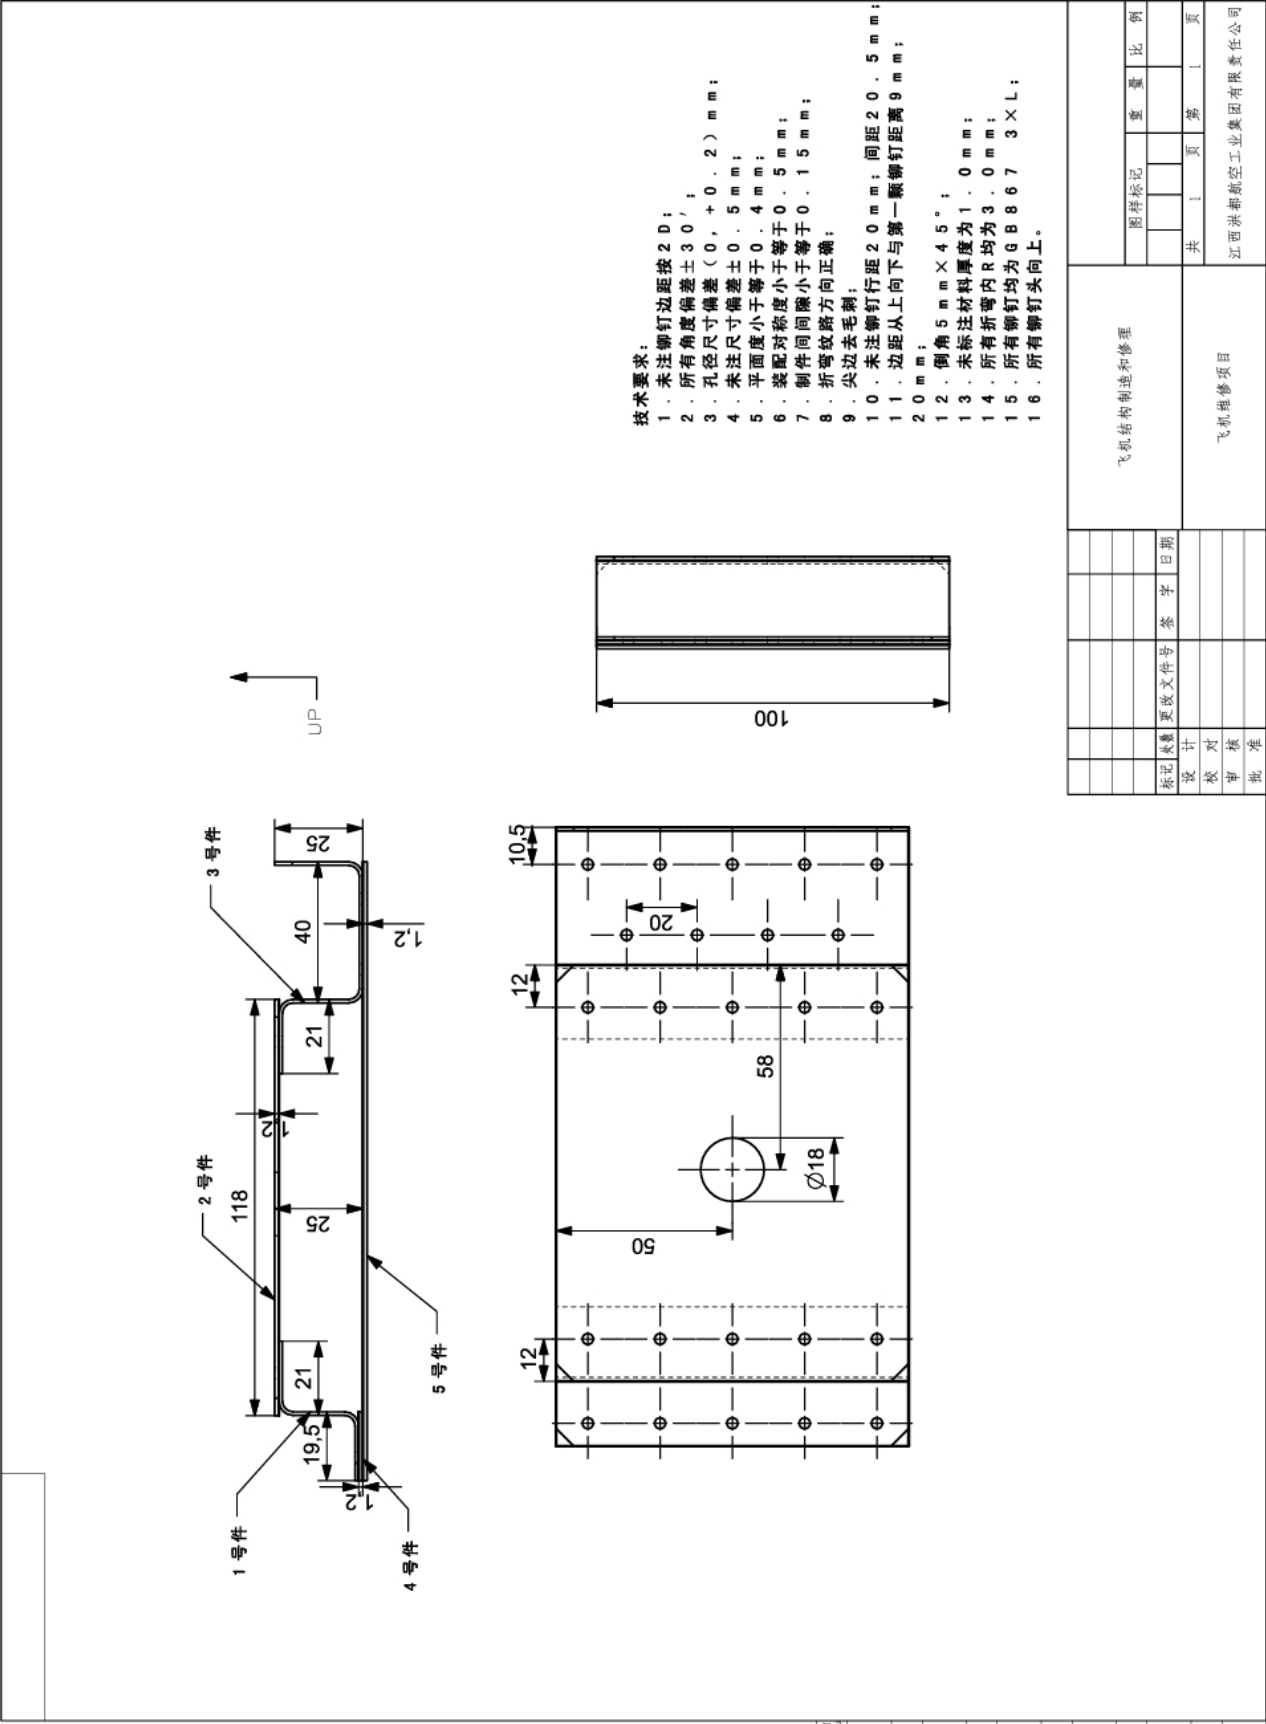 1 号件
2 号件
3 号件
4 号件
5 号件
118
1,2
25
21
21
19,5
1,2
40
25
1,2
UP
12
12
10,5
20
58
50
Ø18
100
技术要求：
1．未注铆钉边距按2D；
2．所有角度偏差±30′；
3．孔径尺寸偏差（0，+0．2）mm；
4．未注尺寸偏差±0．5mm；
5．平面度小于等于0．4mm；
6．装配对称度小于等于0．5mm；
7．制件间间隙小于等于0．15mm；
8．折弯纹路方向正确；
9．尖边去毛刺；
10．未注铆钉行距20mm；间距20．5mm；
11．边距从上向下与第一颗铆钉距离9mm；
20mm；
12．倒角5mm×45°；
13．未标注材料厚度为1．0mm；
14．所有折弯内R均为3．0mm；
15．所有铆钉均为GB867 3×L；
16．所有铆钉头向上。
标记 处数 更改文件号 签 字 日期
设 计
校 对
审 核
批 准
飞机结构制造和修理
飞机维修项目
图样标记 重 量 比 例
共 1 页 第 1 页
江西洪都航空工业集团有限责任公司